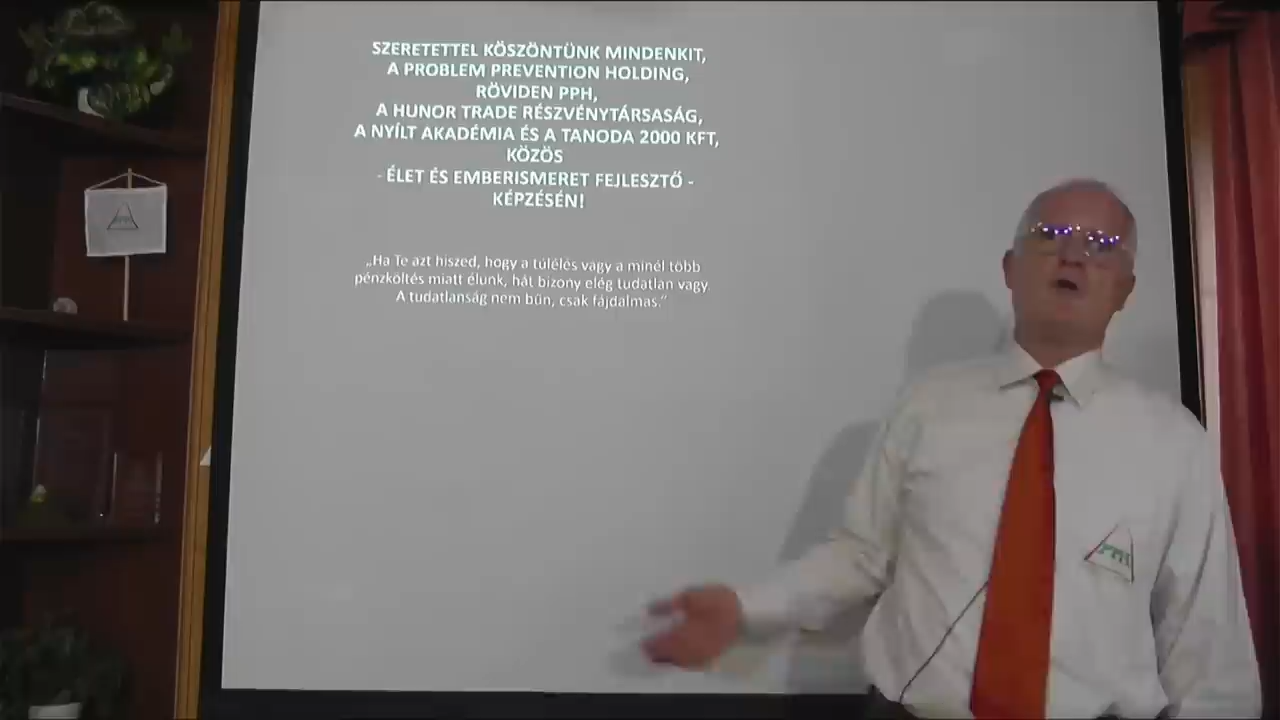 SZERETETTEL KÖSZÖNTÜNK MINDENKIT,
A PROBLEM PREVENTION HOLDING,
RÖVIDEN PPH,
A HUNOR TRADE RÉSZVÉNYTÁRSASÁG,
A NYÍLT AKADÉMIA ÉS A TANODA 2000 KFT,
KÖZÖS
- ÉLET ÉS EMBERISMERET FEJLESZTŐ -
KÉPZÉSÉN!
„Ha Te azt hiszed, hogy a túlélés vagy a minél több
pénzköltés miatt élünk, hát bizony elég tudatlan vagy.
A tudatlanság nem bűn, csak fájdalmas.”
PPH
PPH